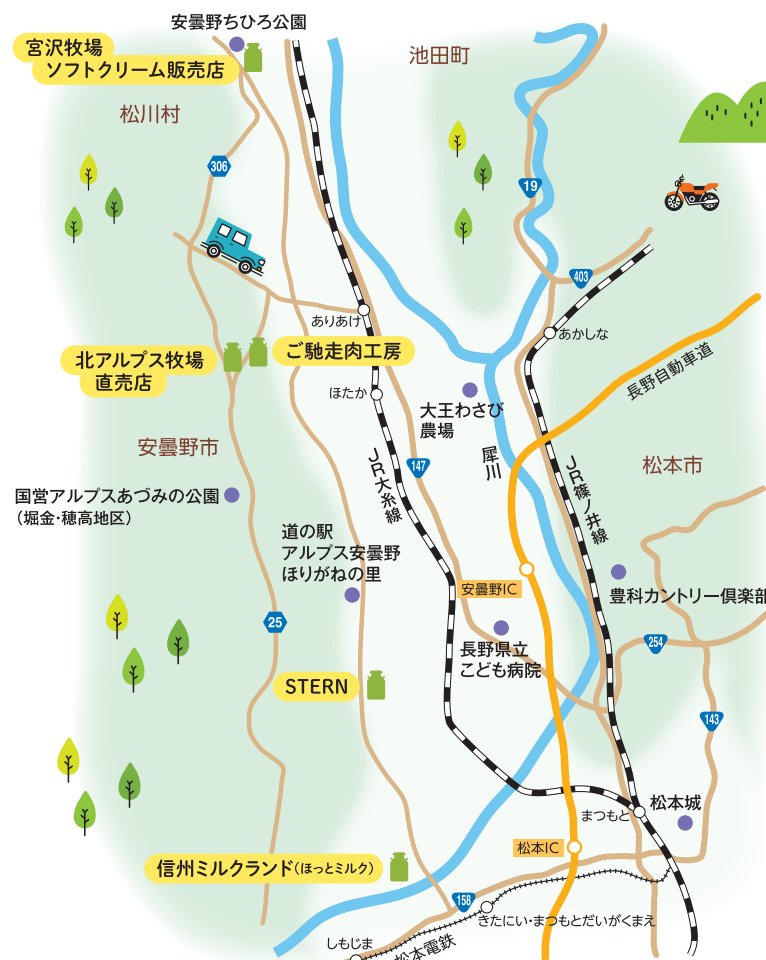 安曇野ちひろ公園
宮沢牧場
ソフトクリーム販売店
池田町
松川村
306
19
403
ありあけ
あかしな
北アルプス牧場
直売店
ご馳走肉工房
長野自動車道
ほたか
大王わさび
農場
安曇野市
JR大糸線
147
犀川
JR篠ノ井線
松本市
国営アルプスあづみの公園
(堀金・穂高地区)
道の駅
アルプス安曇野
ほりがねの里
安曇野IC
豊科カントリー倶楽部
25
長野県立
こども病院
254
STERN
143
まつもと
松本城
松本IC
信州ミルクランド(ほっとミルク)
158
きたにい・まつもとだいがくまえ
しもじま
松本電鉄